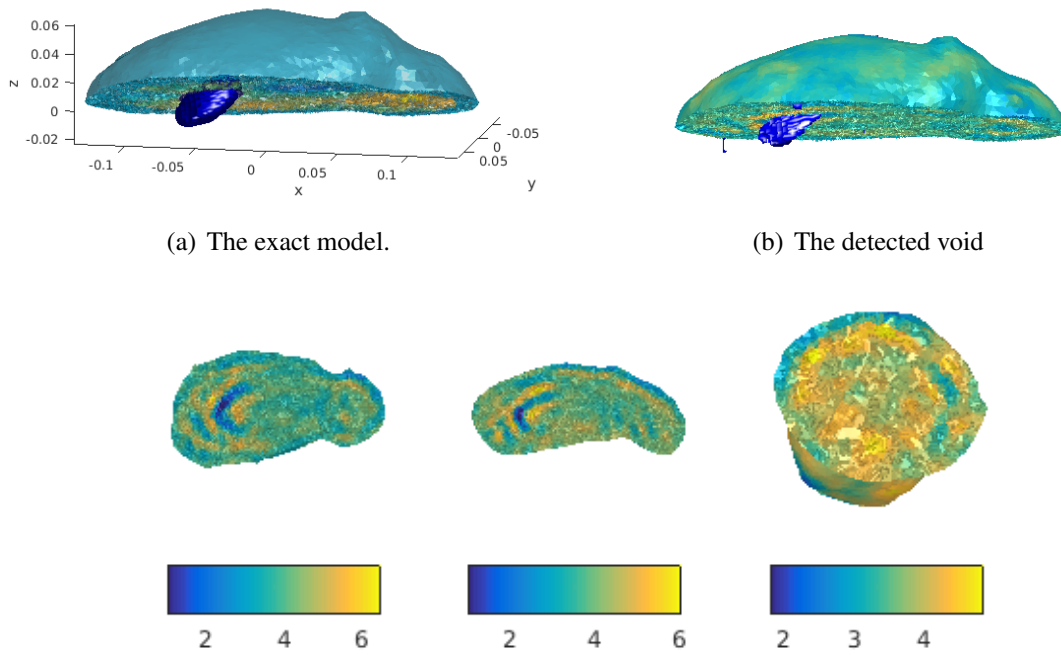 0.06
0.04
0.02
0
-0.02
z
-0.1
-0.05
0
0.05
0.1
x
-0.05
0
0.05
y
(a) The exact model.
(b) The detected void
2 4 6
2 4 6
2 3 4